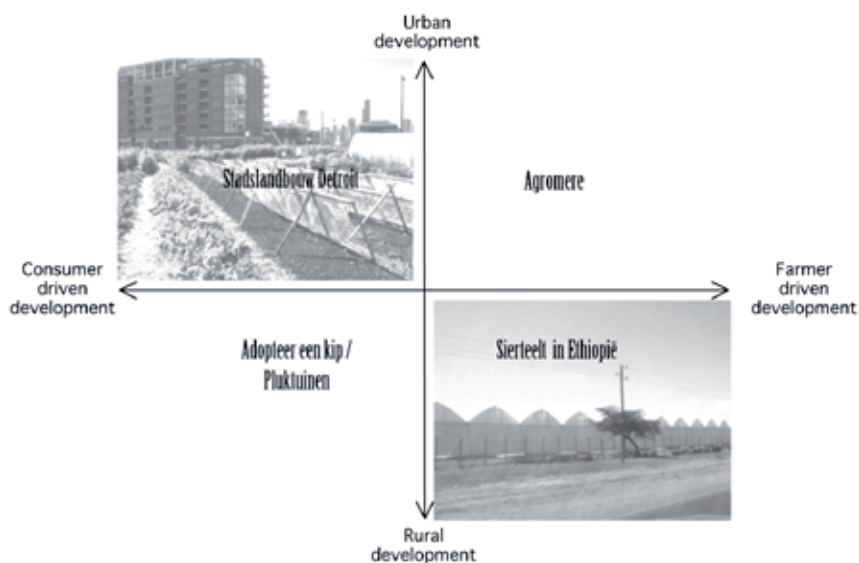 Urban
development
Stadslandbouw Detroit
Agromere
Consumer
driven
development
Farmer
driven
development
Adopteer een kip /
Pluktuinen
Sierteelt in Ethiopië
Rural
development